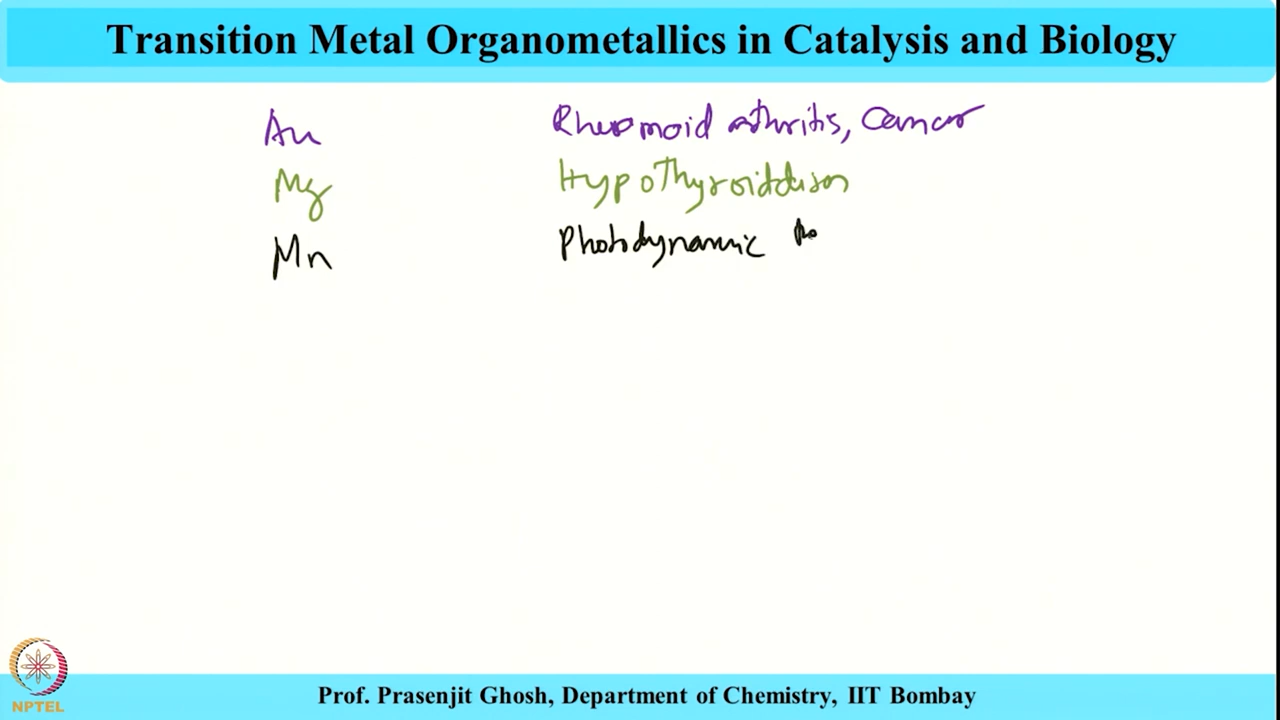 Transition Metal Organometallics in Catalysis and Biology
Au Rheumoid arthritis, Cancer
Mg Hypothyroiddism
Mn Photodynamic
Prof. Prasenjit Ghosh, Department of Chemistry, IIT Bombay
NPTEL